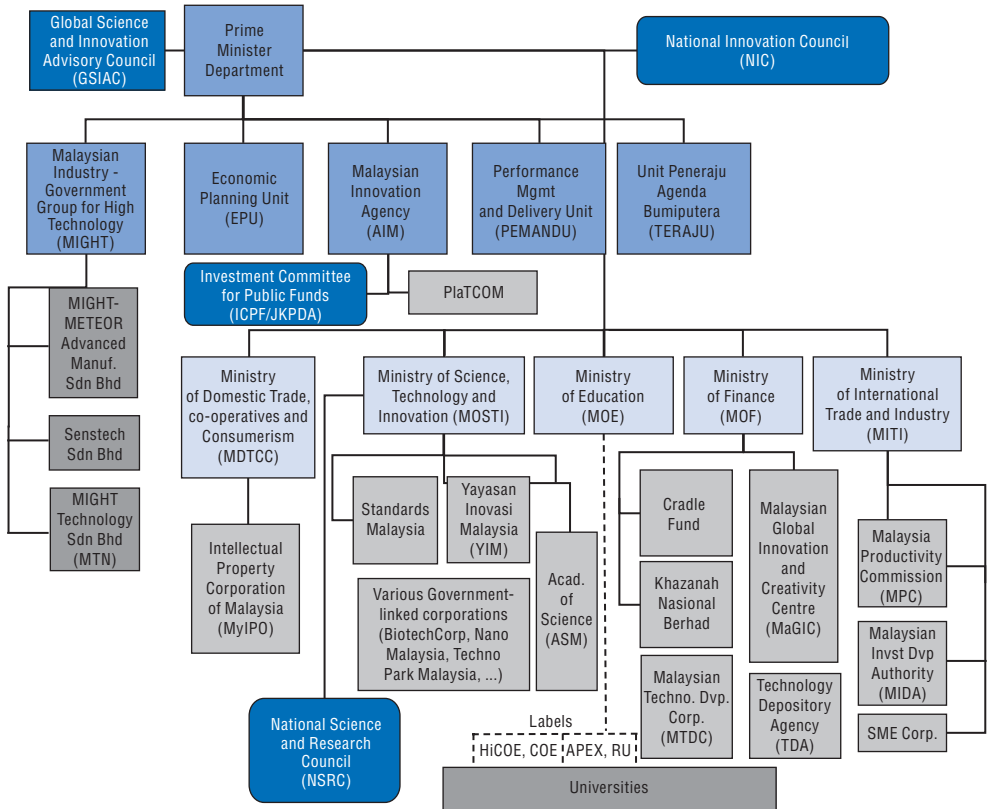 Global Science
and Innovation
Advisory Council
(GSIAC)
Prime
Minister
Department
National Innovation Council
(NIC)
Malaysian
Industry -
Government
Group for High
Technology
(MIGHT)
Economic
Planning Unit
(EPU)
Malaysian
Innovation
Agency
(AIM)
Performance
Mgmt
and Delivery Unit
(PEMANDU)
Unit Peneraju
Agenda
Bumiputera
(TERAJU)
Investment Committee
for Public Funds
(ICPF/JKPDA)
PlaTCOM
MIGHT-
METEOR
Advanced
Manuf.
Sdn Bhd
Senstech
Sdn Bhd
MIGHT
Technology
Sdn Bhd
(MTN)
Ministry
of Domestic Trade,
co-operatives and
Consumerism
(MDTCC)
Ministry of Science,
Technology and
Innovation (MOSTI)
Ministry
of Education
(MOE)
Ministry
of Finance
(MOF)
Ministry
of International
Trade and Industry
(MITI)
Intellectual
Property
Corporation
of Malaysia
(MyIPO)
Standards
Malaysia
Yayasan
Inovasi
Malaysia
(YIM)
Acad.
of
Science
(ASM)
Various Government-
linked corporations
(BiotechCorp, Nano
Malaysia, Techno
Park Malaysia, ...)
Cradle
Fund
Khazanah
Nasional
Berhad
Malaysian
Techno. Dvp.
Corp.
(MTDC)
Malaysian
Global
Innovation
and
Creativity
Centre
(MaGIC)
Technology
Depository
Agency
(TDA)
Malaysia
Productivity
Commission
(MPC)
Malaysian
Invst Dvp
Authority
(MIDA)
SME Corp.
National Science
and Research
Council
(NSRC)
Labels
HiCOE, COE APEX, RU
Universities